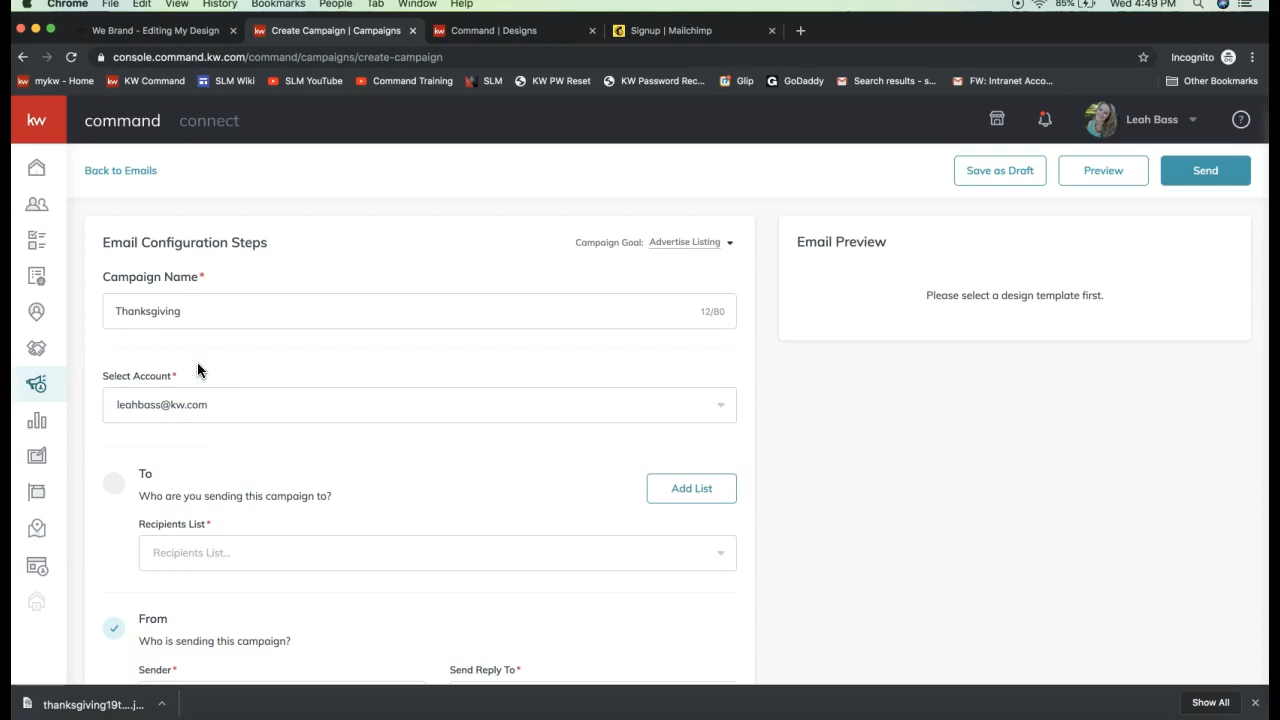 Chrome File Edit View History Bookmarks People Tab Window Help 85% Wed 4:49 PM
We Brand - Editing My Design
Create Campaign | Campaigns
Command | Designs
Signup | Mailchimp
console.command.kw.com/command/campaigns/create-campaign
Incognito
mykw - Home
KW Command
SLM Wiki
SLM YouTube
Command Training
SLM
KW PW Reset
KW Password Rec...
Glip
GoDaddy
Search results - s...
FW: Intranet Acco...
Other Bookmarks
kw command connect Leah Bass ?
Back to Emails
Save as Draft
Preview
Send
Email Configuration Steps
Campaign Goal: Advertise Listing
Email Preview
Campaign Name*
Please select a design template first.
Thanksgiving 12/80
Select Account*
leahbass@kw.com
To
Who are you sending this campaign to?
Add List
Recipients List*
Recipients List...
From
Who is sending this campaign?
Sender*
Send Reply To*
thanksgiving19t....j...
Show All